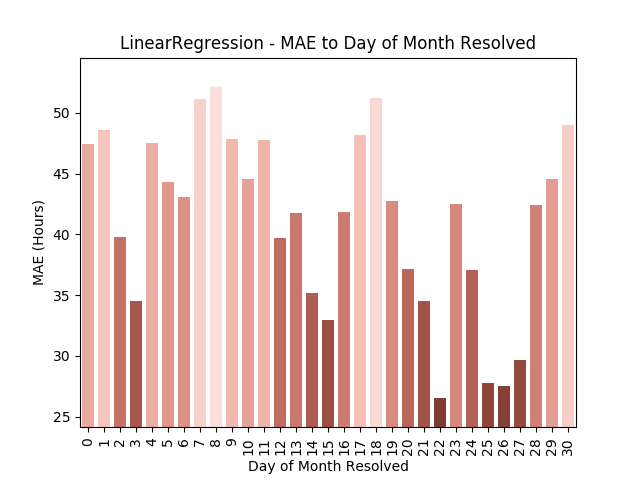 LinearRegression - MAE to Day of Month Resolved
MAE (Hours)
50
45
40
35
30
25
0 1 2 3 4 5 6 7 8 9 10 11 12 13 14 15 16 17 18 19 20 21 22 23 24 25 26 27 28 29 30
Day of Month Resolved